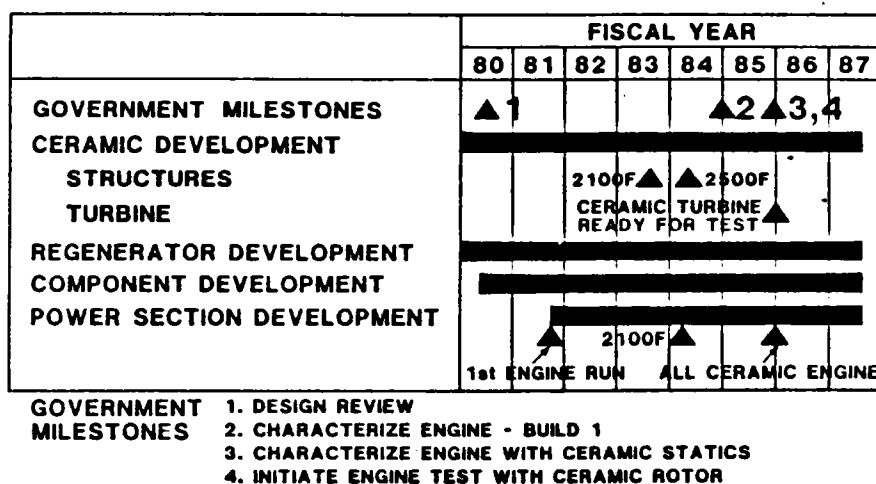 FISCAL YEAR
80 81 82 83 84 85 86 87
GOVERNMENT MILESTONES ▲1 ▲2 ▲3,4
CERAMIC DEVELOPMENT
STRUCTURES 2100F▲ ▲2500F
TURBINE CERAMIC TURBINE
READY FOR TEST ▲
REGENERATOR DEVELOPMENT
COMPONENT DEVELOPMENT
POWER SECTION DEVELOPMENT
▲ 2100F▲ ▲
1st ENGINE RUN ALL CERAMIC ENGINE
GOVERNMENT 1. DESIGN REVIEW
MILESTONES 2. CHARACTERIZE ENGINE - BUILD 1
3. CHARACTERIZE ENGINE WITH CERAMIC STATICS
4. INITIATE ENGINE TEST WITH CERAMIC ROTOR